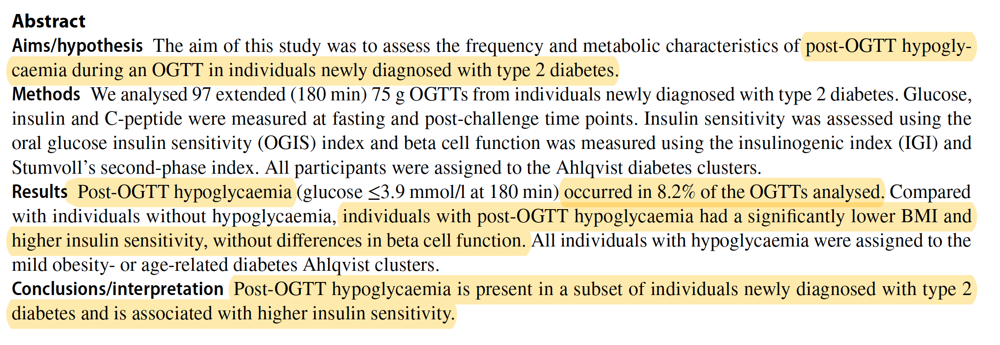 Abstract
Aims/hypothesis The aim of this study was to assess the frequency and metabolic characteristics of post-OGTT hypogly-
caemia during an OGTT in individuals newly diagnosed with type 2 diabetes.
Methods We analysed 97 extended (180 min) 75 g OGTTs from individuals newly diagnosed with type 2 diabetes. Glucose,
insulin and C-peptide were measured at fasting and post-challenge time points. Insulin sensitivity was assessed using the
oral glucose insulin sensitivity (OGIS) index and beta cell function was measured using the insulinogenic index (IGI) and
Stumvoll’s second-phase index. All participants were assigned to the Ahlqvist diabetes clusters.
Results Post-OGTT hypoglycaemia (glucose ≤3.9 mmol/l at 180 min) occurred in 8.2% of the OGTTs analysed. Compared
with individuals without hypoglycaemia, individuals with post-OGTT hypoglycaemia had a significantly lower BMI and
higher insulin sensitivity, without differences in beta cell function. All individuals with hypoglycaemia were assigned to the
mild obesity- or age-related diabetes Ahlqvist clusters.
Conclusions/interpretation Post-OGTT hypoglycaemia is present in a subset of individuals newly diagnosed with type 2
diabetes and is associated with higher insulin sensitivity.